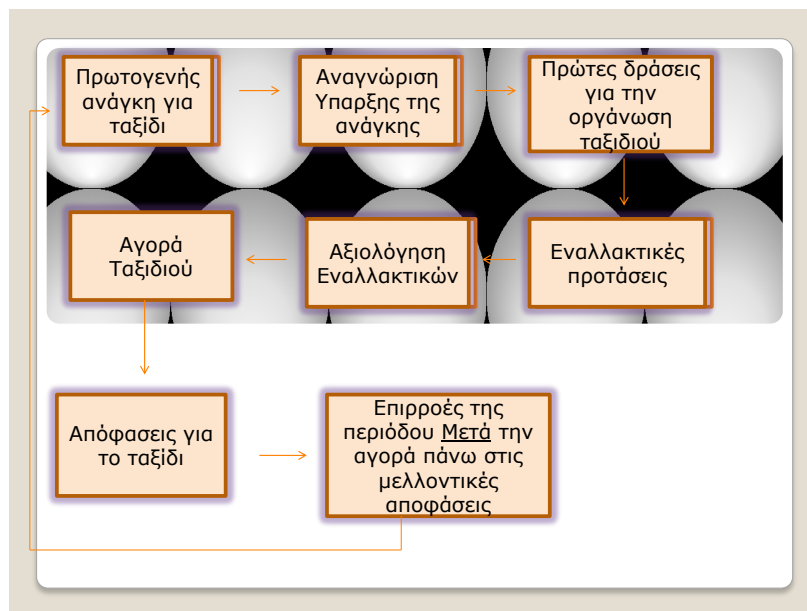 Πρωτογενής
ανάγκη για
ταξίδι
Αναγνώριση
Υπαρξης της
ανάγκης
Πρώτες δράσεις
για την
οργάνωση
ταξιδιού
Αγορά
Ταξιδιού
Αξιολόγηση
Εναλλακτικών
Εναλλακτικές
προτάσεις
Απόφασεις για
το ταξίδι
Επιρροές της
περιόδου Μετά την
αγορά πάνω στις
μελλοντικές
αποφάσεις